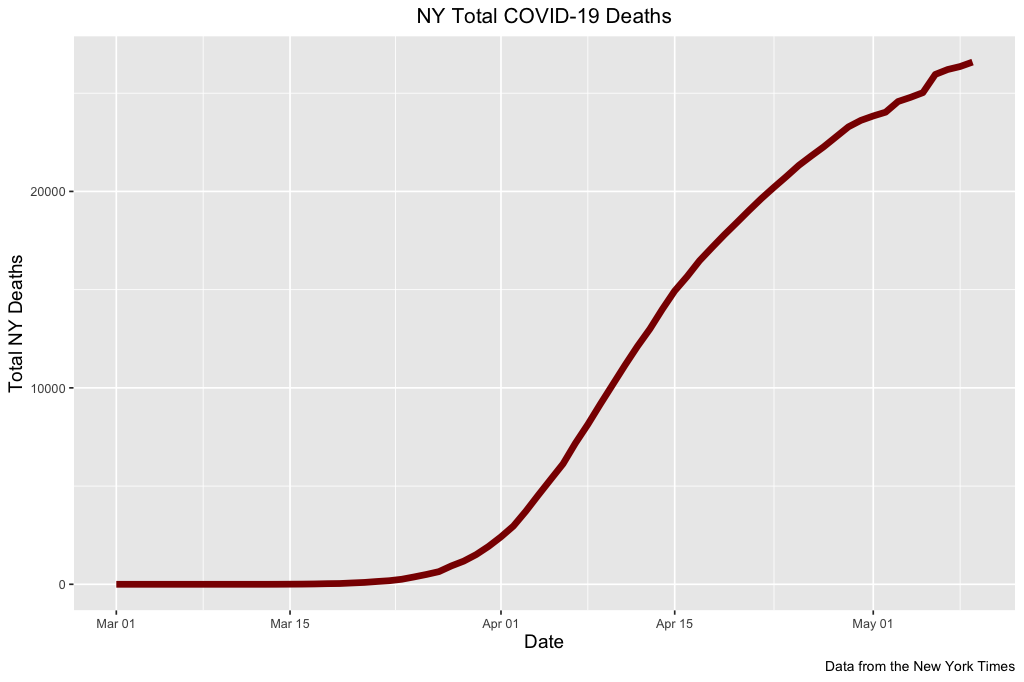 NY Total COVID-19 Deaths
Total NY Deaths
20000
10000
0
Mar 01
Mar 15
Apr 01
Apr 15
May 01
Date
Data from the New York Times